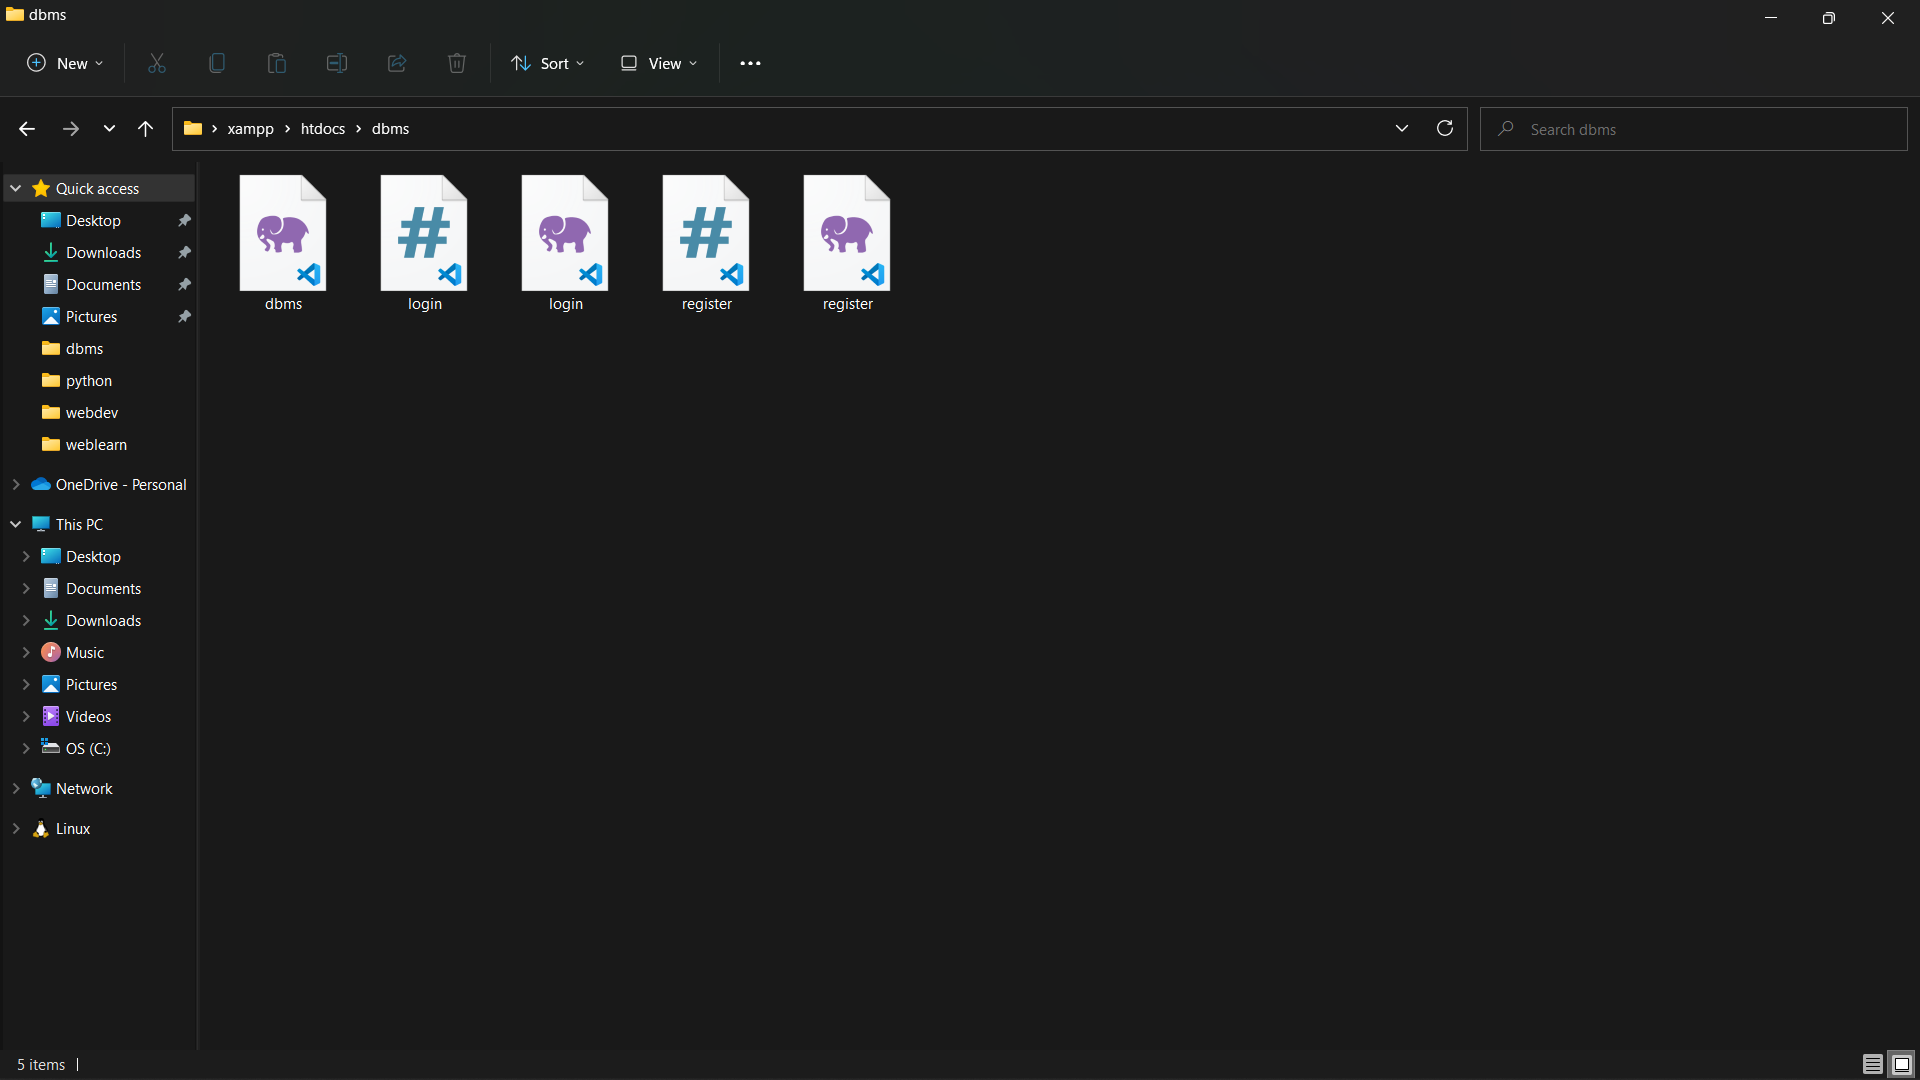 dbms
New
Sort
View
xampp > htdocs > dbms
Search dbms
Quick access
Desktop
Downloads
Documents
Pictures
dbms
python
webdev
weblearn
OneDrive - Personal
This PC
Desktop
Documents
Downloads
Music
Pictures
Videos
OS (C:)
Network
Linux
dbms
login
login
register
register
5 items